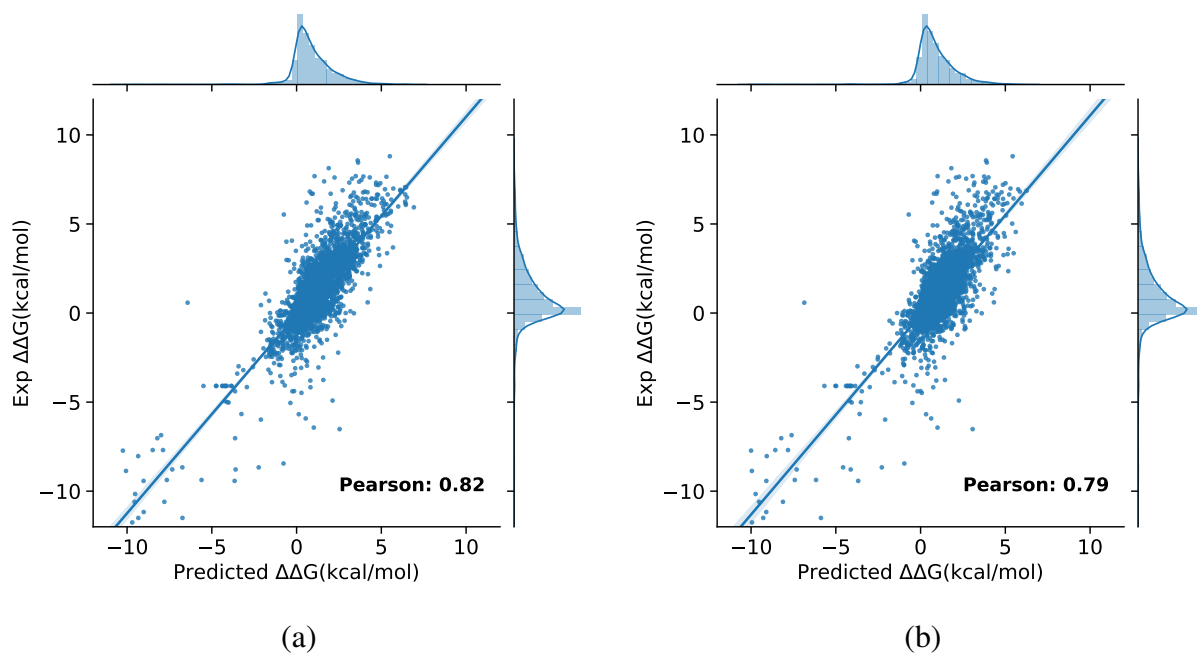 10
5
0
−5
−10
Exp ΔΔG(kcal/mol)
Pearson: 0.82
−10 −5 0 5 10
Predicted ΔΔG(kcal/mol)
(a)
10
5
0
−5
−10
Exp ΔΔG(kcal/mol)
Pearson: 0.79
−10 −5 0 5 10
Predicted ΔΔG(kcal/mol)
(b)